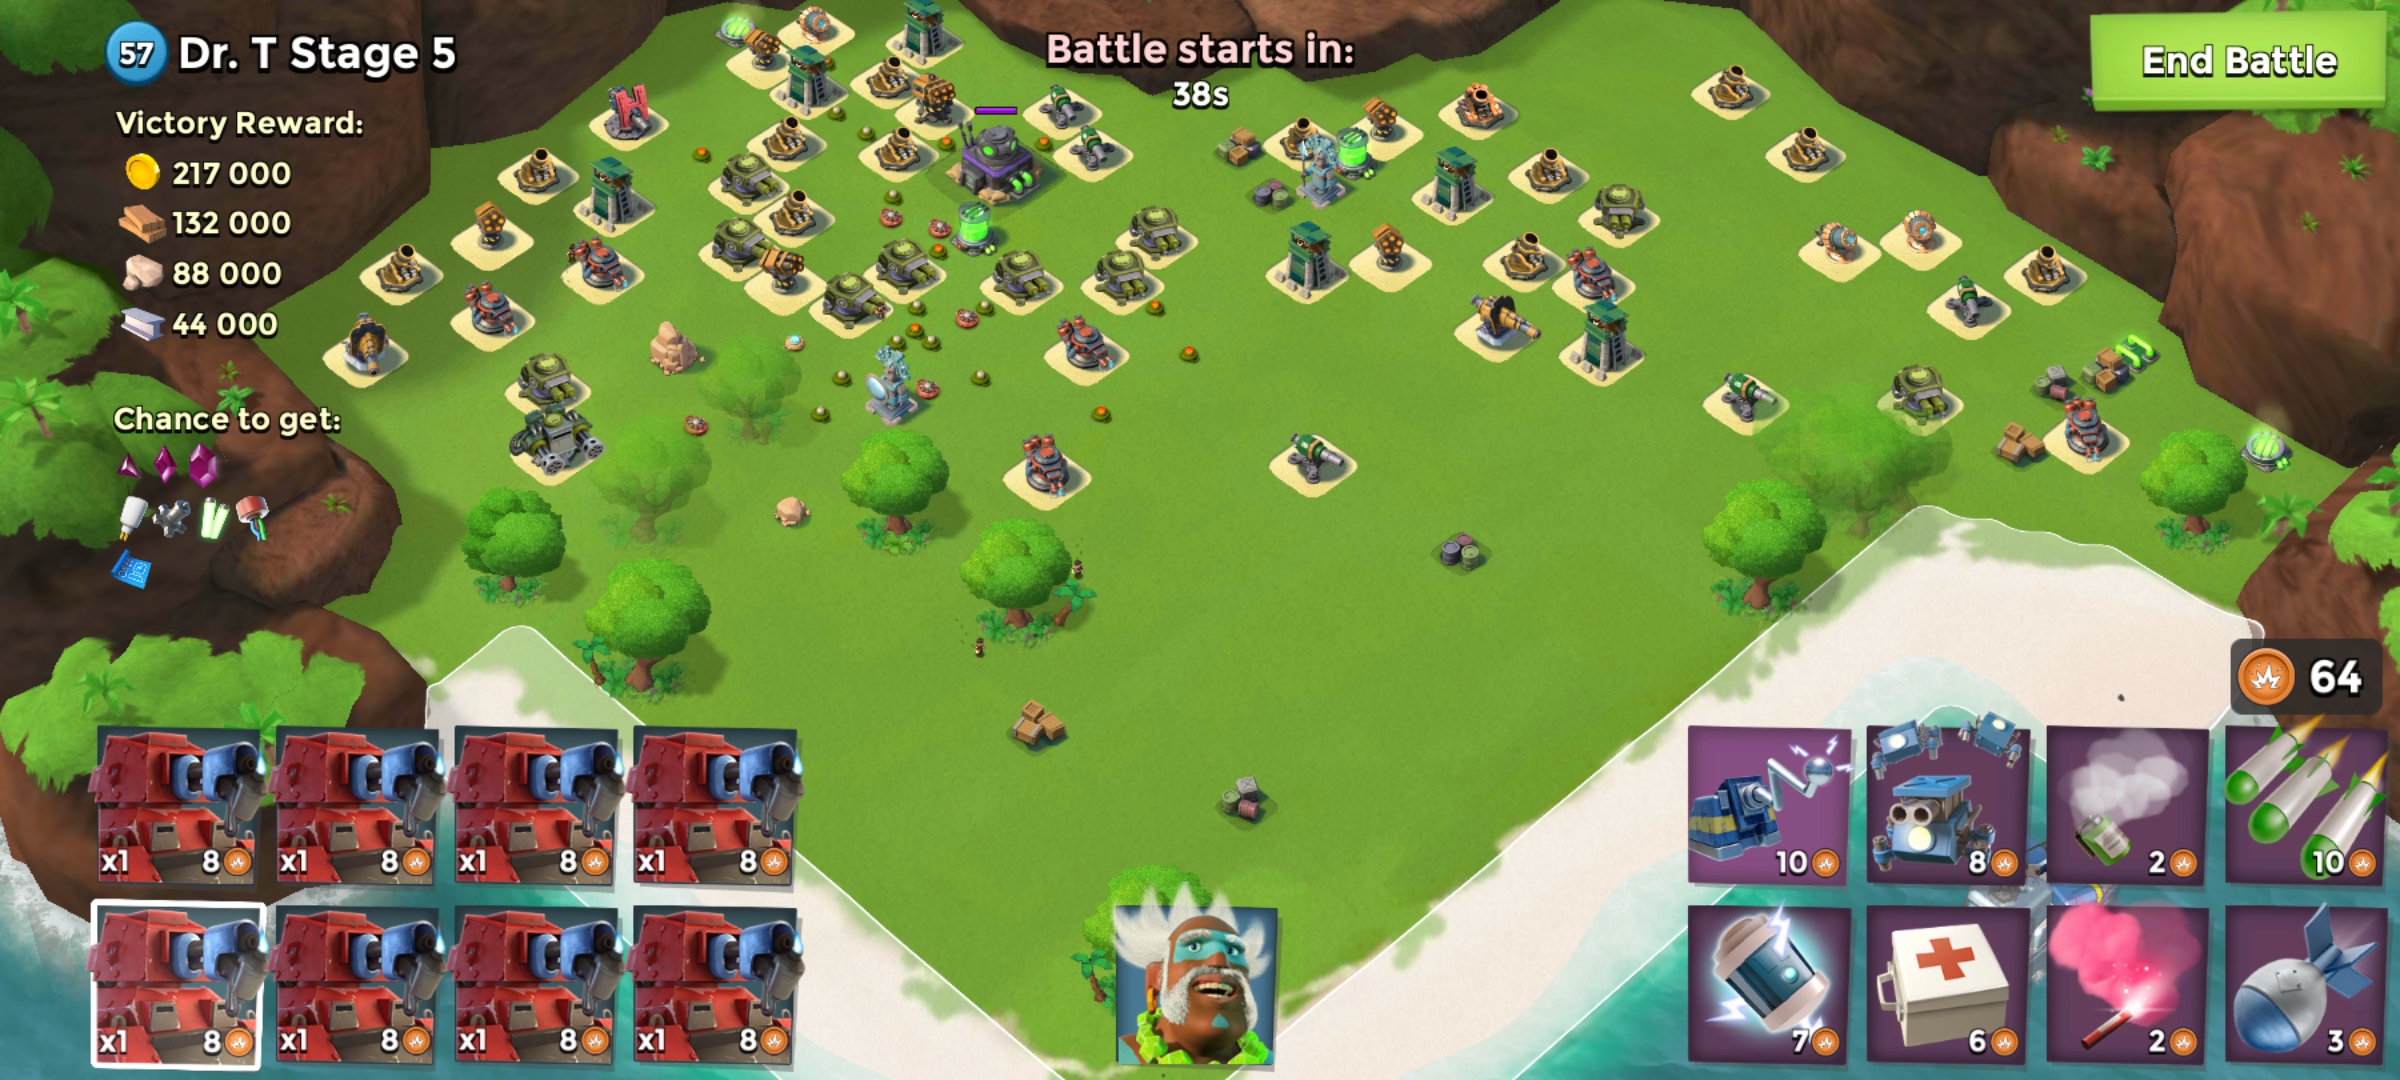 57 Dr. T Stage 5
Victory Reward:
217 000
132 000
88 000
44 000
Chance to get:
Battle starts in:
38s
End Battle
64
x1 8
x1 8
x1 8
x1 8
x1 8
x1 8
x1 8
x1 8
10
8
2
10
7
6
2
3